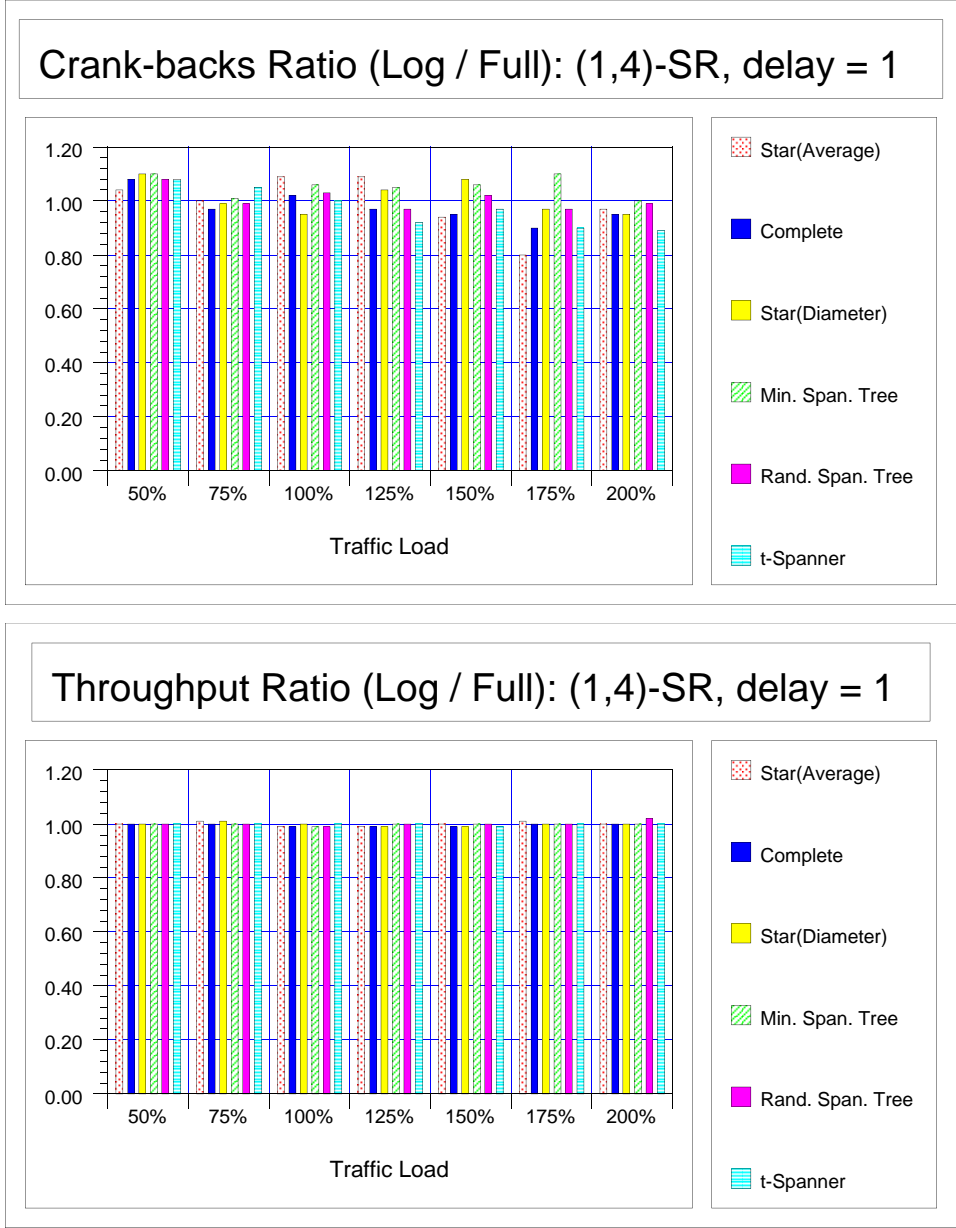 Crank-backs Ratio (Log / Full): (1,4)-SR, delay = 1
1.20
1.00
0.80
0.60
0.40
0.20
0.00
50% 75% 100% 125% 150% 175% 200%
Traffic Load
Star(Average)
Complete
Star(Diameter)
Min. Span. Tree
Rand. Span. Tree
t-Spanner
Throughput Ratio (Log / Full): (1,4)-SR, delay = 1
1.20
1.00
0.80
0.60
0.40
0.20
0.00
50% 75% 100% 125% 150% 175% 200%
Traffic Load
Star(Average)
Complete
Star(Diameter)
Min. Span. Tree
Rand. Span. Tree
t-Spanner